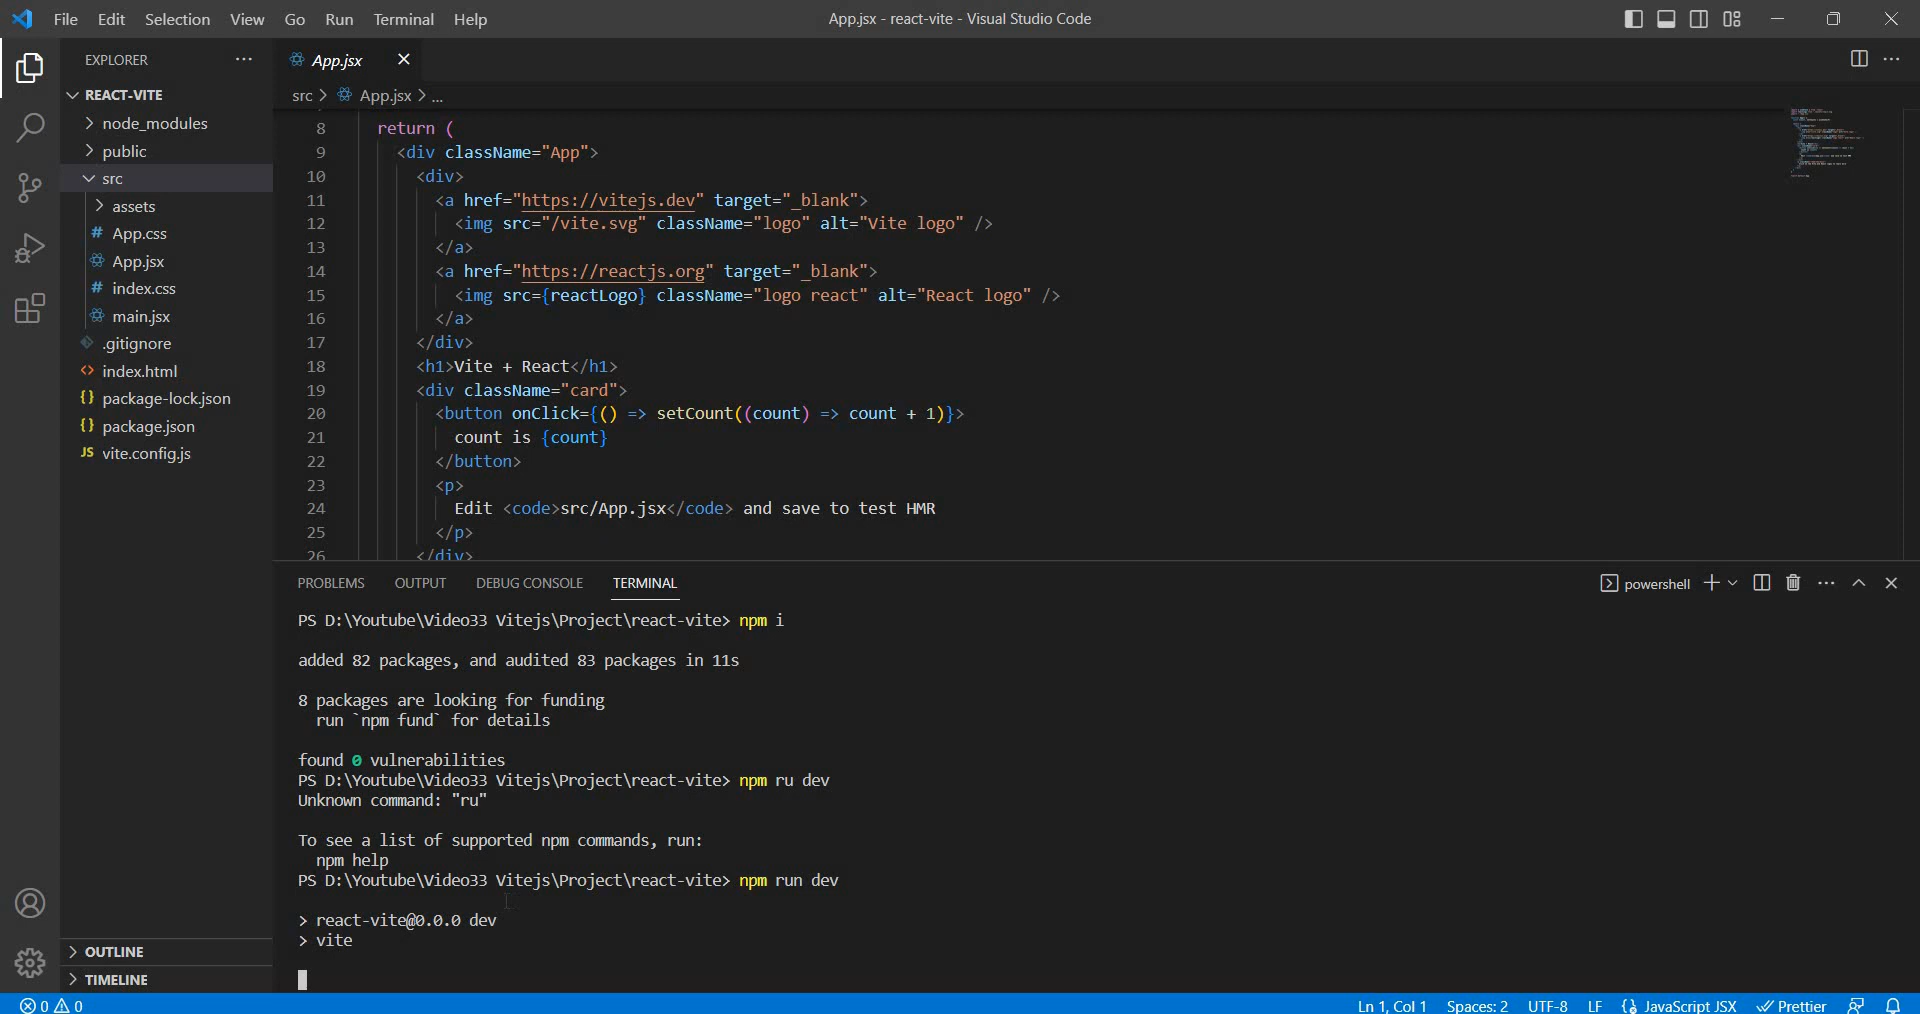 File Edit Selection View Go Run Terminal Help
App.jsx - react-vite - Visual Studio Code
EXPLORER
REACT-VITE
node_modules
public
src
assets
# App.css
App.jsx
# index.css
main.jsx
.gitignore
<> index.html
{} package-lock.json
{} package.json
JS vite.config.js
OUTLINE
TIMELINE
App.jsx
src > App.jsx > ...
8 return (
9 <div className="App">
10 <div>
11 <a href="https://vitejs.dev" target="_blank">
12 <img src="/vite.svg" className="logo" alt="Vite logo" />
13 </a>
14 <a href="https://reactjs.org" target="_blank">
15 <img src={reactLogo} className="logo react" alt="React logo" />
16 </a>
17 </div>
18 <h1>Vite + React</h1>
19 <div className="card">
20 <button onClick={() => setCount((count) => count + 1)}>
21 count is {count}
22 </button>
23 <p>
24 Edit <code>src/App.jsx</code> and save to test HMR
25 </p>
26 </div>
PROBLEMS OUTPUT DEBUG CONSOLE TERMINAL
powershell
PS D:\Youtube\Video33 Vitejs\Project\react-vite> npm i
added 82 packages, and audited 83 packages in 11s
8 packages are looking for funding
run `npm fund` for details
found 0 vulnerabilities
PS D:\Youtube\Video33 Vitejs\Project\react-vite> npm ru dev
Unknown command: "ru"
To see a list of supported npm commands, run:
npm help
PS D:\Youtube\Video33 Vitejs\Project\react-vite> npm run dev
> react-vite@0.0.0 dev
> vite
0 0
Ln 1, Col 1 Spaces: 2 UTF-8 LF {} JavaScript JSX Prettier